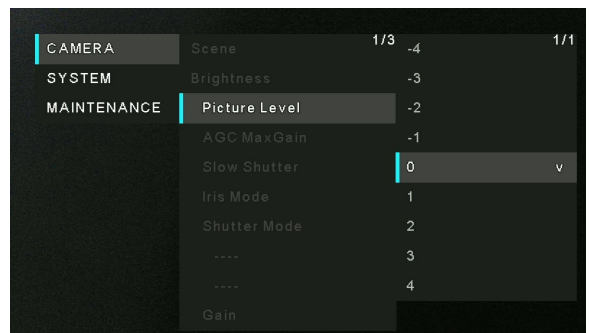 CAMERA
SYSTEM
MAINTENANCE
1/3
Scene
Brightness
Picture Level
AGC MaxGain
Slow Shutter
Iris Mode
Shutter Mode
----
----
Gain
1/1
-4
-3
-2
-1
0 v
1
2
3
4